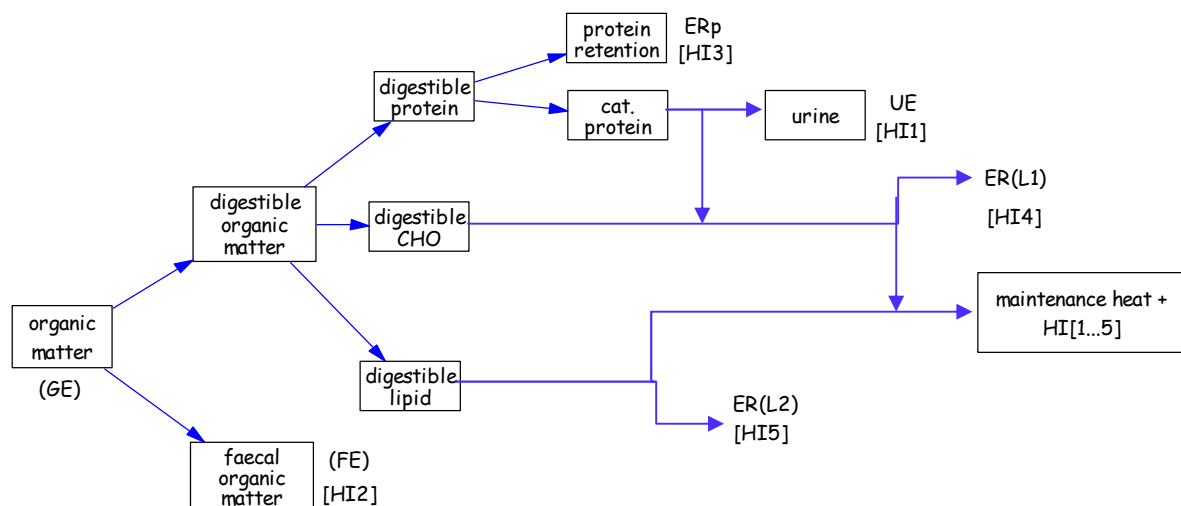 protein
retention
ERp
[HI3]
digestible
protein
cat.
protein
urine
UE
[HI1]
digestible
organic
matter
digestible
CHO
ER(L1)
[HI4]
organic
matter
(GE)
maintenance heat +
HI[1...5]
digestible
lipid
ER(L2)
[HI5]
faecal
organic
matter
(FE)
[HI2]